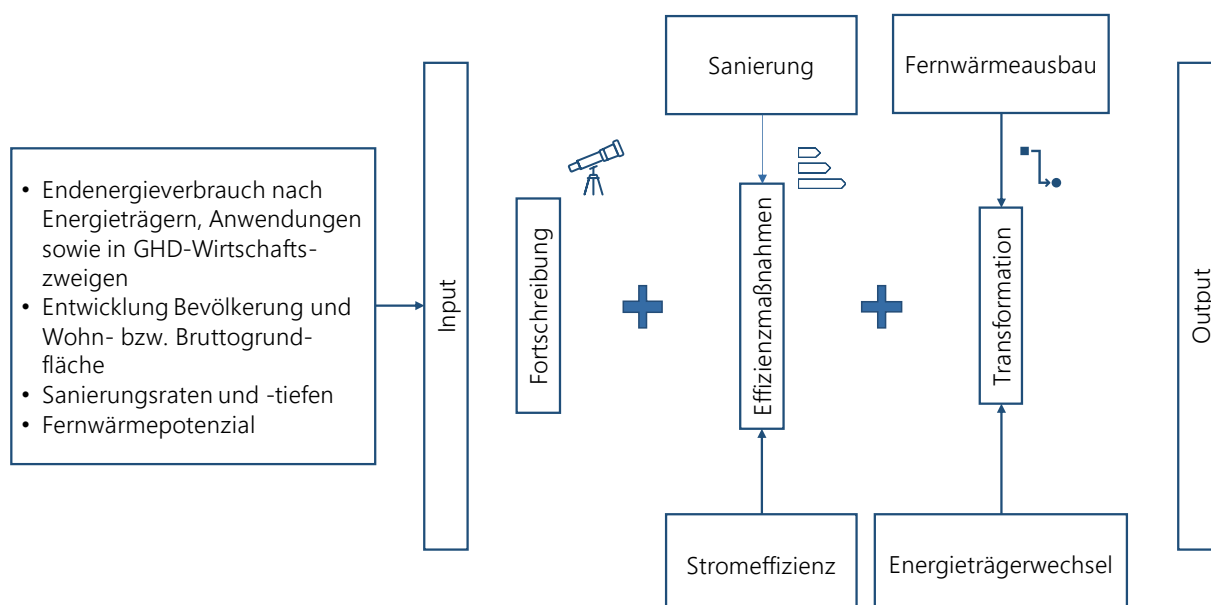 • Endenergieverbrauch nach
Energieträgern, Anwendungen
sowie in GHD-Wirtschafts-
zweigen
• Entwicklung Bevölkerung und
Wohn- bzw. Bruttogrund-
fläche
• Sanierungsraten und -tiefen
• Fernwärmepotenzial
Input
Fortschreibung
Sanierung
Effizienzmaßnahmen
Stromeffizienz
Fernwärmeausbau
Transformation
Energieträgerwechsel
Output